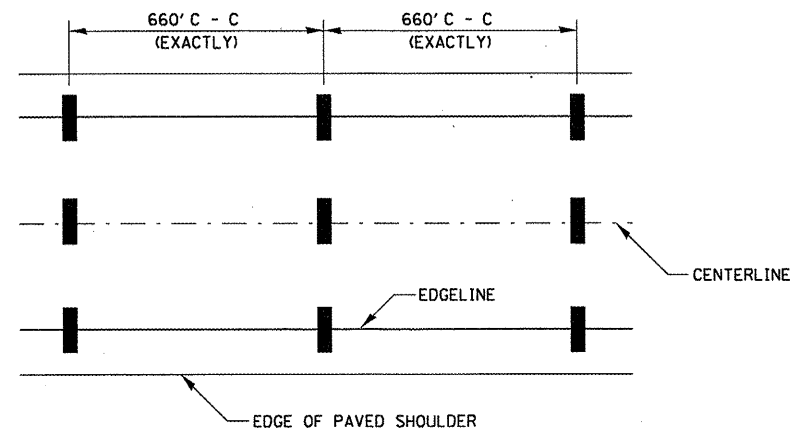 660' C - C
(EXACTLY)
660' C - C
(EXACTLY)
CENTERLINE
EDGELINE
EDGE OF PAVED SHOULDER